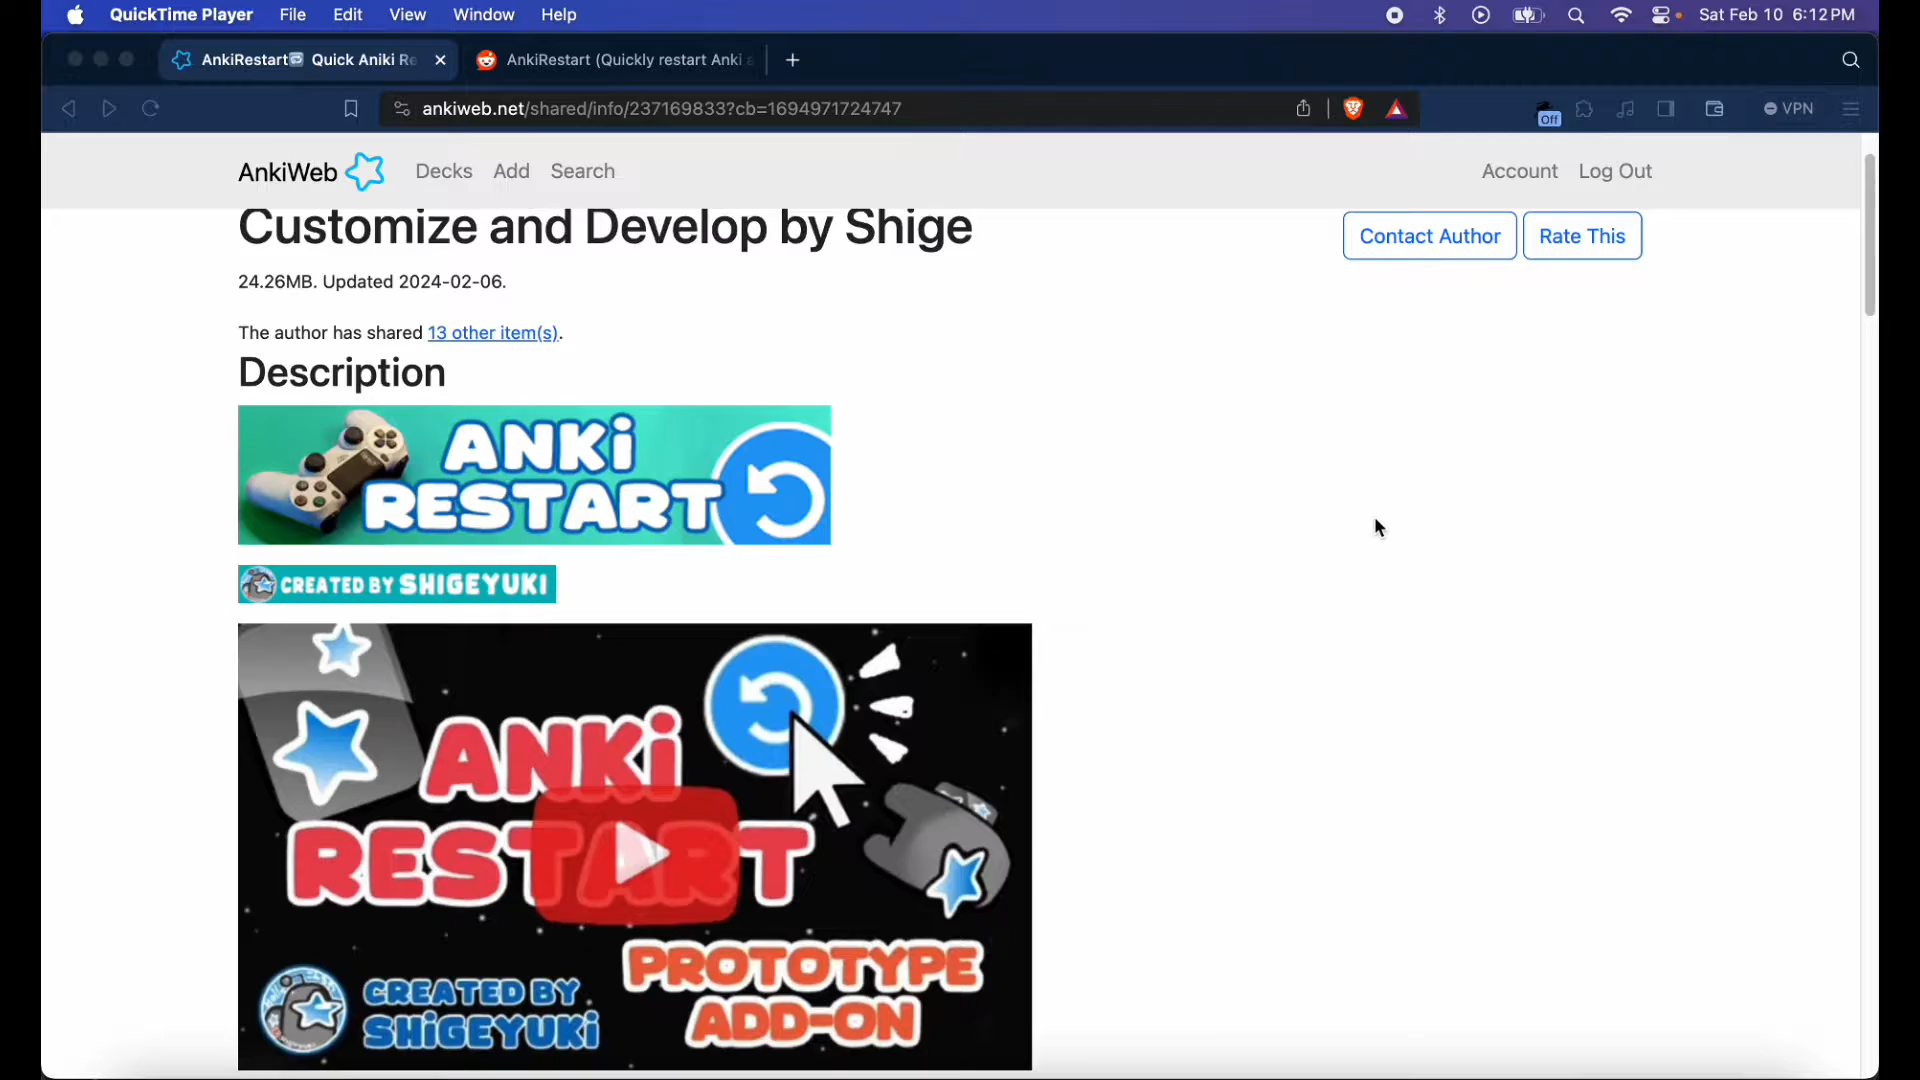 QuickTime Player File Edit View Window Help
Sat Feb 10 6:12 PM
AnkiRestart Quick Aniki Re
AnkiRestart (Quickly restart Anki a
ankiweb.net/shared/info/237169833?cb=1694971724747
Off
VPN
AnkiWeb Decks Add Search
Account Log Out
Customize and Develop by Shige
Contact Author Rate This
24.26MB. Updated 2024-02-06.
The author has shared 13 other item(s).
Description
ANKi
RESTART
CREATED BY SHIGEYUKI
ANKi
RESTART
PROTOTYPE
ADD-ON
CREATED BY
SHiGEYUKi